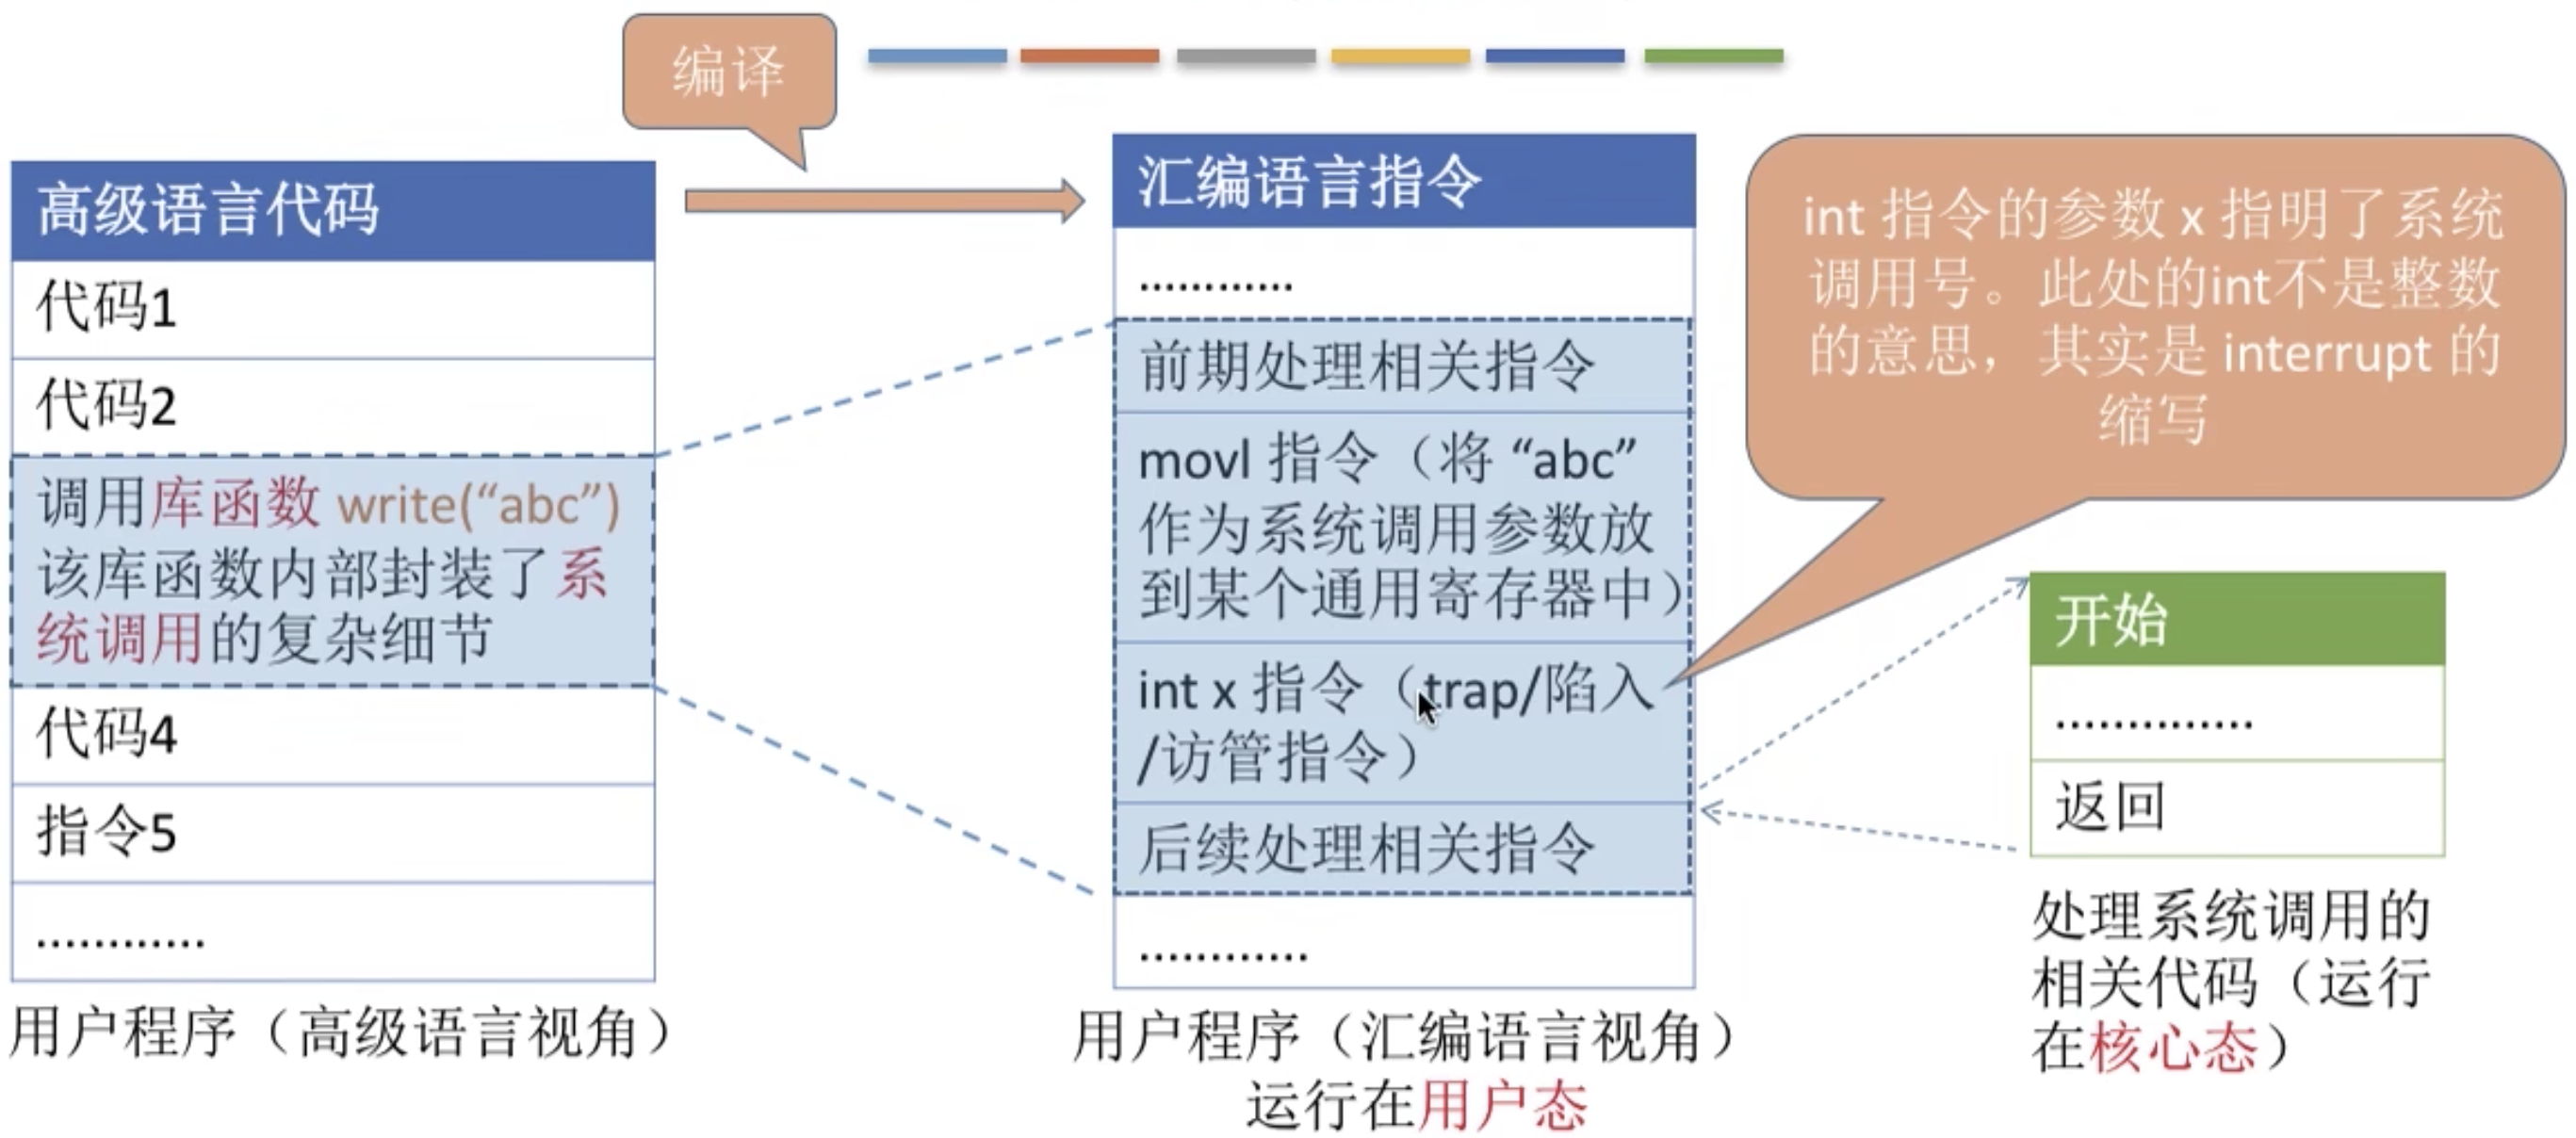 编译
高级语言代码
代码1
代码2
调用库函数 write(“abc”)
该库函数内部封装了系
统调用的复杂细节
代码4
指令5
............
用户程序（高级语言视角）
汇编语言指令
............
前期处理相关指令
movl 指令（将 “abc”
作为系统调用参数放
到某个通用寄存器中）
int x 指令（trap/陷入
/访管指令）
后续处理相关指令
............
用户程序（汇编语言视角）
运行在用户态
int 指令的参数 x 指明了系统
调用号。此处的int不是整数
的意思，其实是 interrupt 的
缩写
开始
..............
返回
处理系统调用的
相关代码（运行
在核心态）